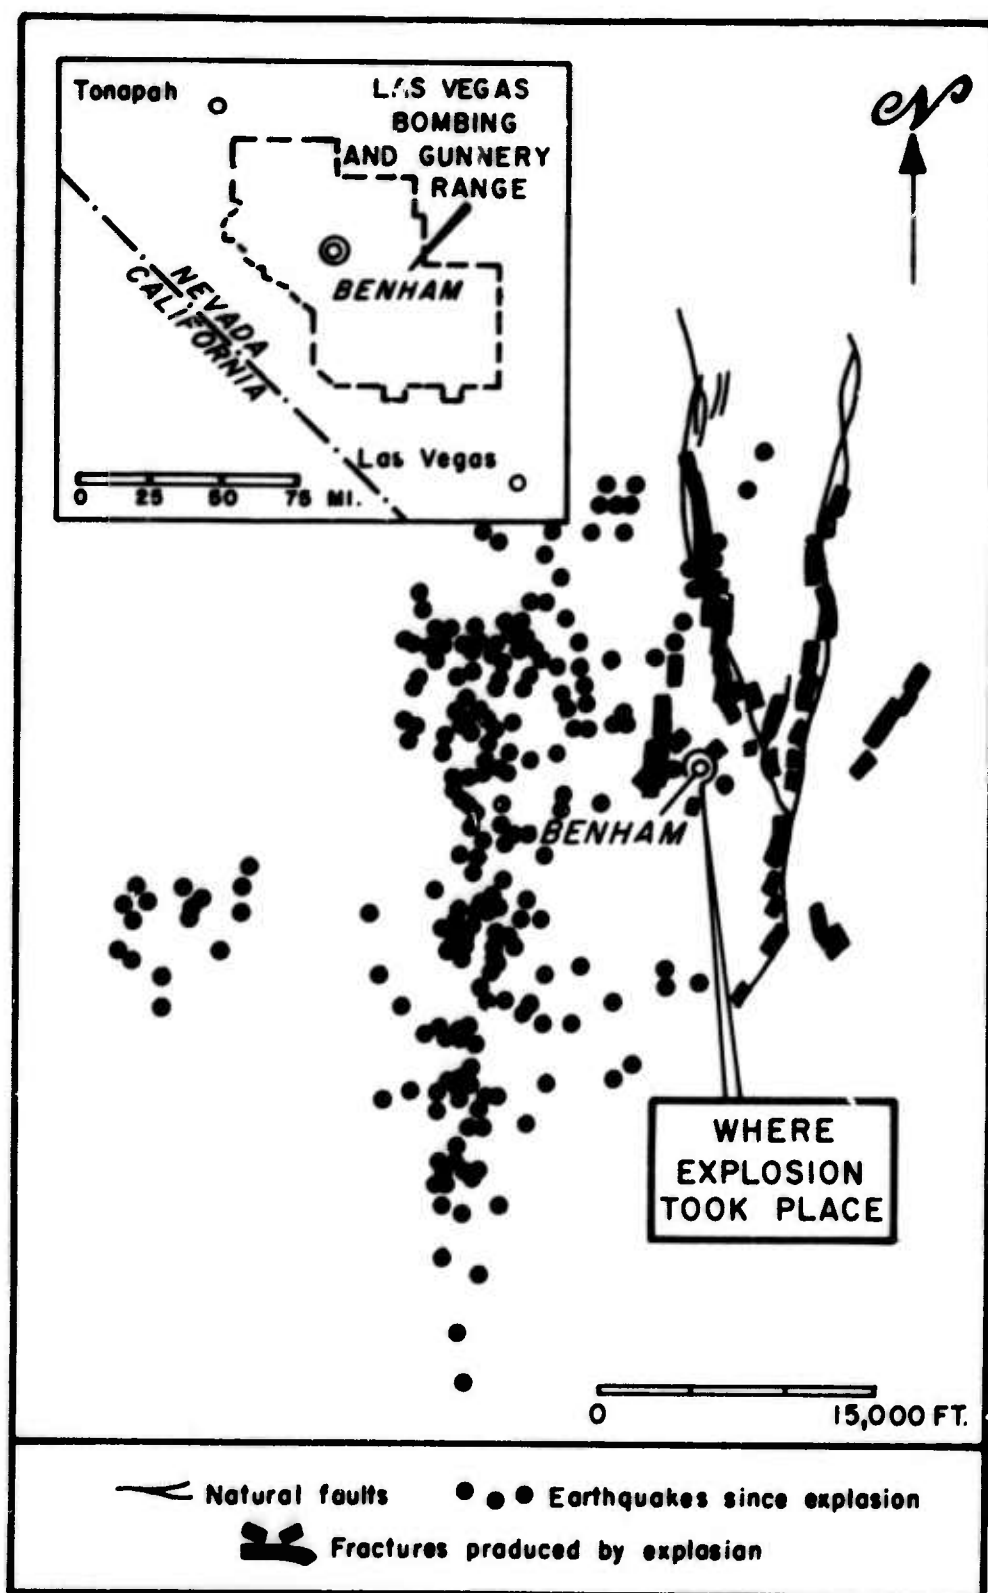 Tonapah
LAS VEGAS
BOMBING
AND GUNNERY
RANGE
N
BENHAM
NEVADA
CALIFORNIA
Las Vegas
0 25 50 75 MI.
BENHAM
WHERE
EXPLOSION
TOOK PLACE
0 15,000 FT.
Natural faults
Earthquakes since explosion
Fractures produced by explosian